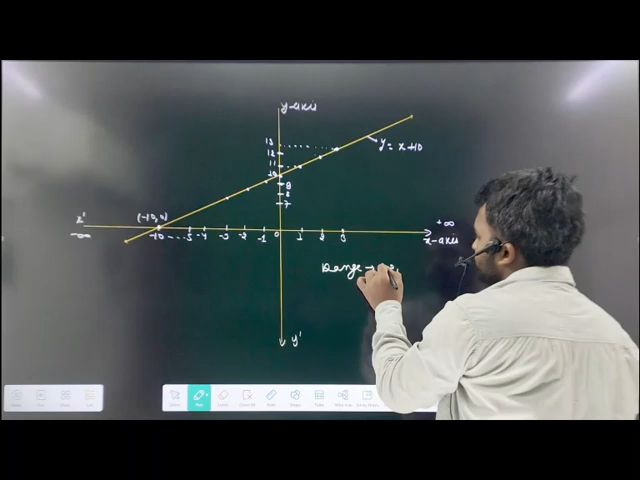 y-axis
13
12
11
10
9
8
7
y = x+10
(-10,0)
x'
-∞
-10 ... -5 -4 -3 -2 -1 0 1 2 3
+∞
x-axis
Range →
y'